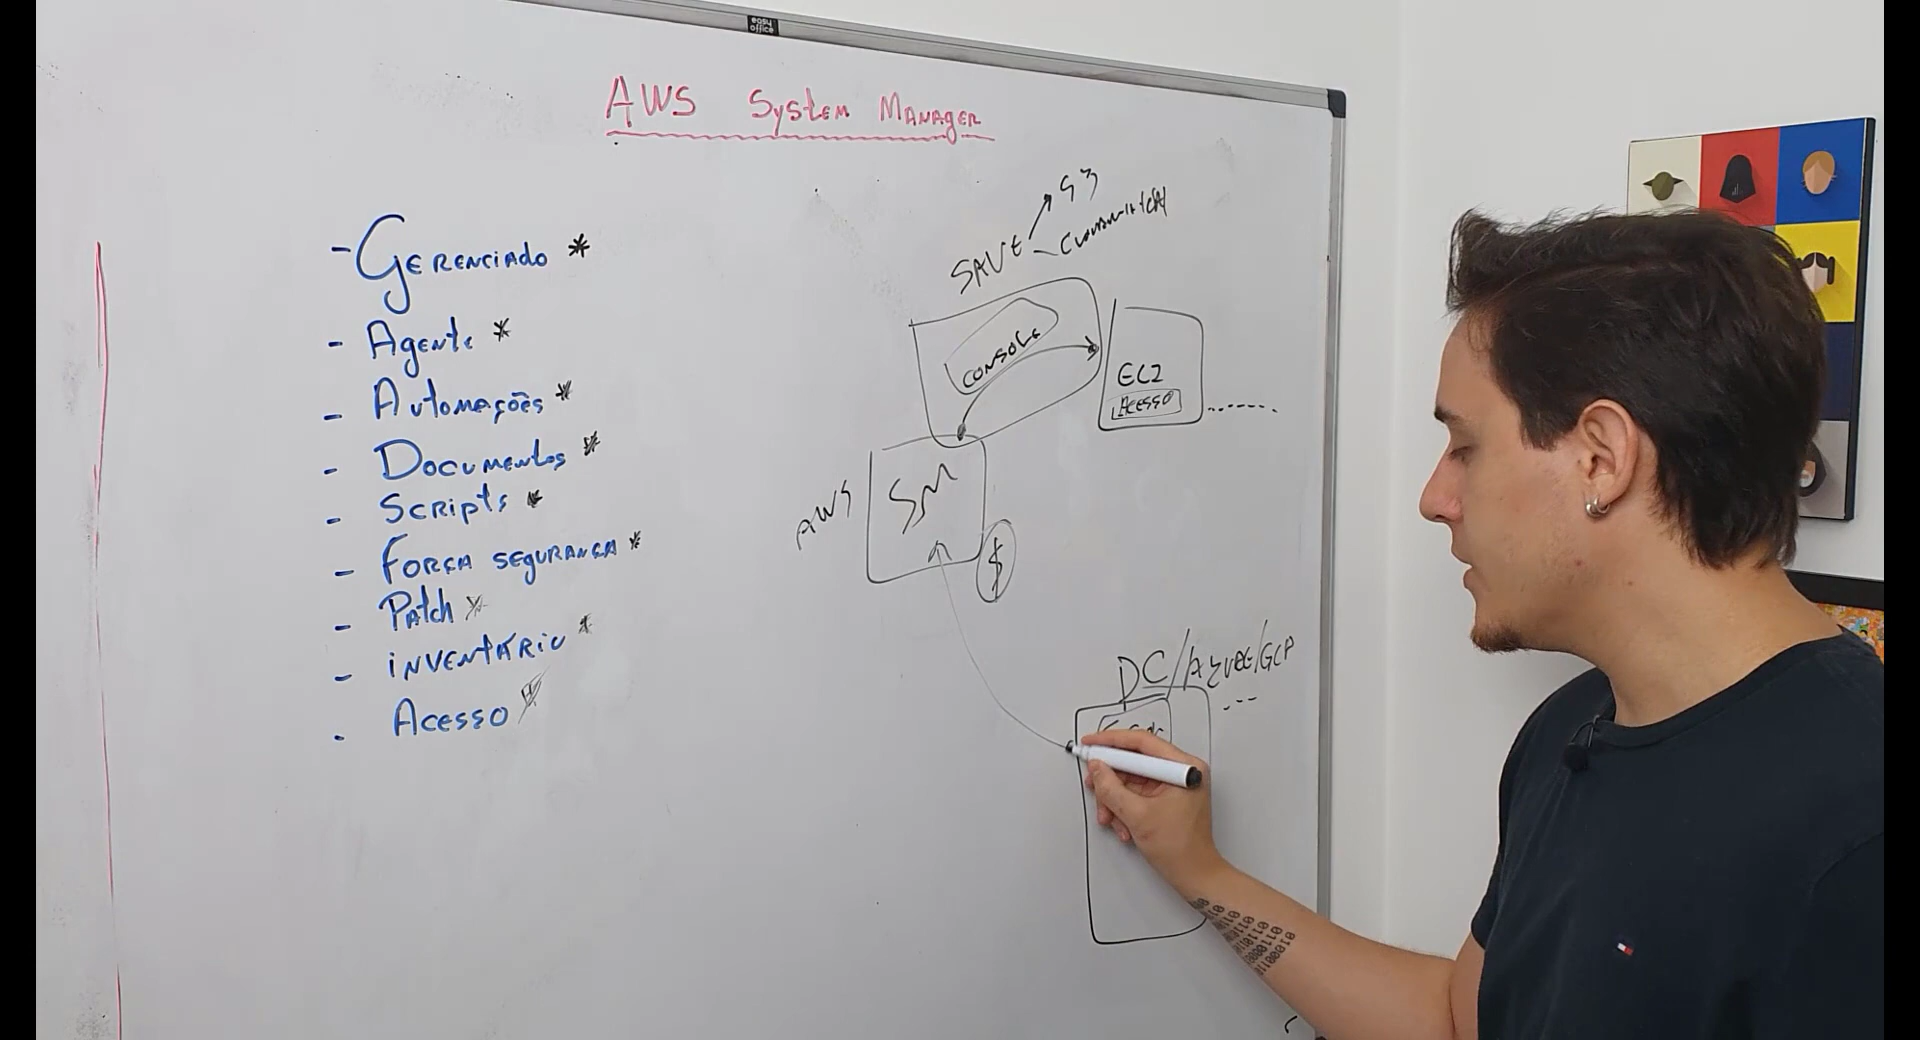 easy
office
AWS System Manager
- Gerenciado *
- Agente *
- Automações *
- Documentos *
- Scripts *
- Força segurança *
- Patch *
- inventário *
- Acesso *
SAVE
S3
console
EC2
Acesso
AWS
SM
$
DC/AZURE/GCP